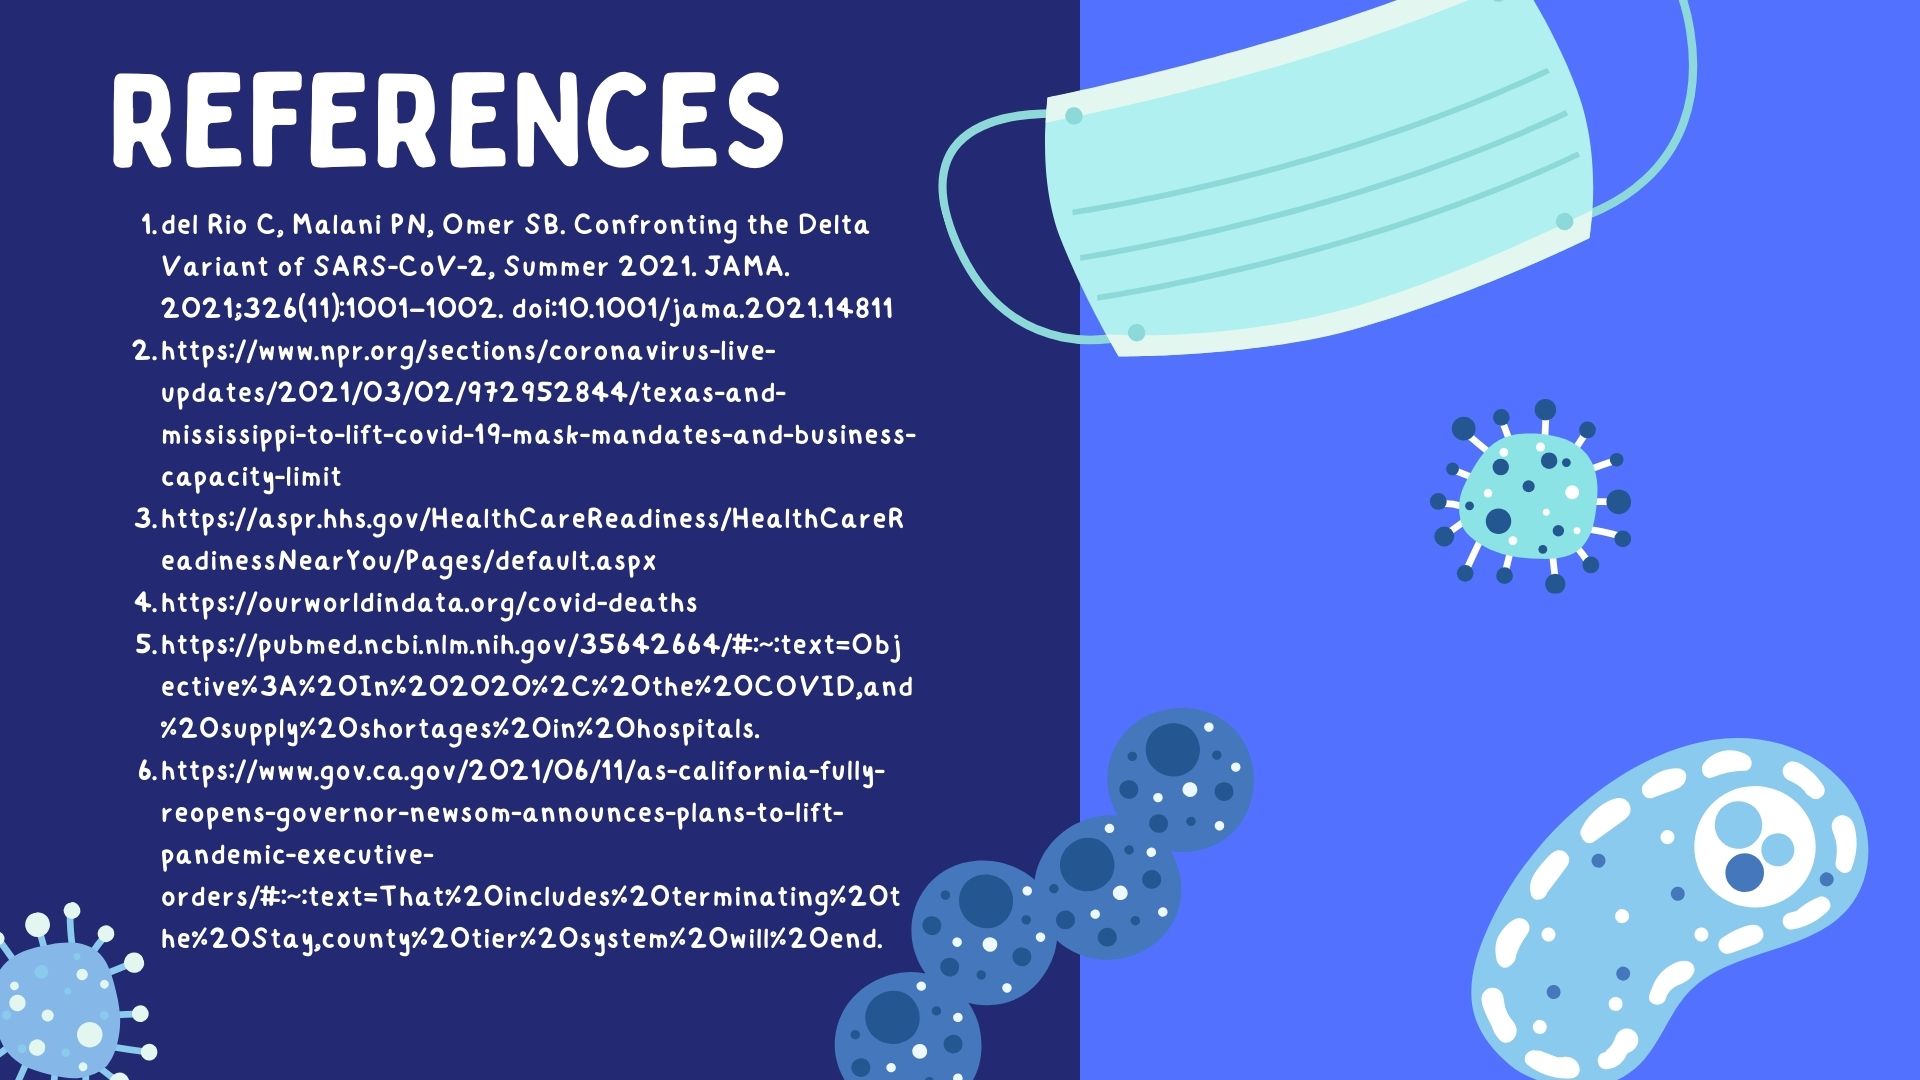 REFERENCES
1. del Rio C, Malani PN, Omer SB. Confronting the Delta
Variant of SARS-CoV-2, Summer 2021. JAMA.
2021;326(11):1001–1002. doi:10.1001/jama.2021.14811
2. https://www.npr.org/sections/coronavirus-live-
updates/2021/03/02/972952844/texas-and-
mississippi-to-lift-covid-19-mask-mandates-and-business-
capacity-limit
3. https://aspr.hhs.gov/HealthCareReadiness/HealthCareR
eadinessNearYou/Pages/default.aspx
4. https://ourworldindata.org/covid-deaths
5. https://pubmed.ncbi.nlm.nih.gov/35642664/#:~:text=Obj
ective%3A%20In%202020%2C%20the%20COVID,and
%20supply%20shortages%20in%20hospitals.
6. https://www.gov.ca.gov/2021/06/11/as-california-fully-
reopens-governor-newsom-announces-plans-to-lift-
pandemic-executive-
orders/#:~:text=That%20includes%20terminating%20t
he%20Stay,county%20tier%20system%20will%20end.